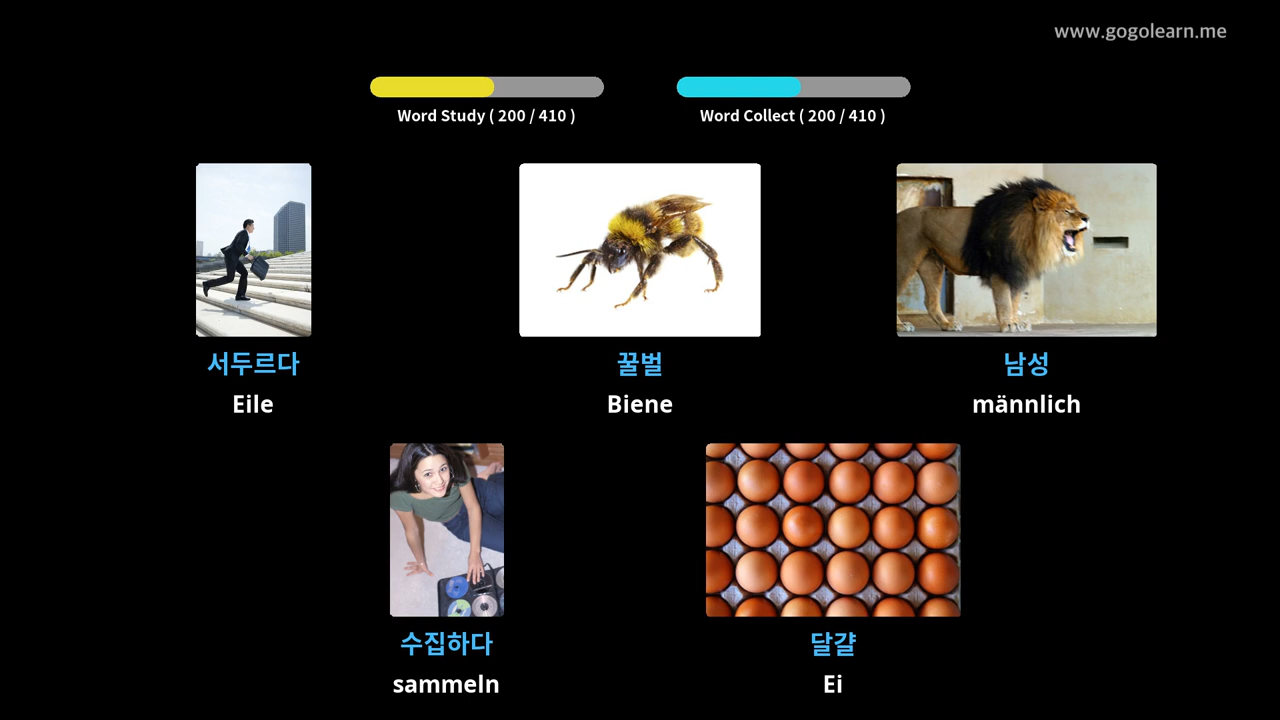 www.gogolearn.me
Word Study ( 200 / 410 )
Word Collect ( 200 / 410 )
서두르다
Eile
꿀벌
Biene
남성
männlich
수집하다
sammeln
달걀
Ei